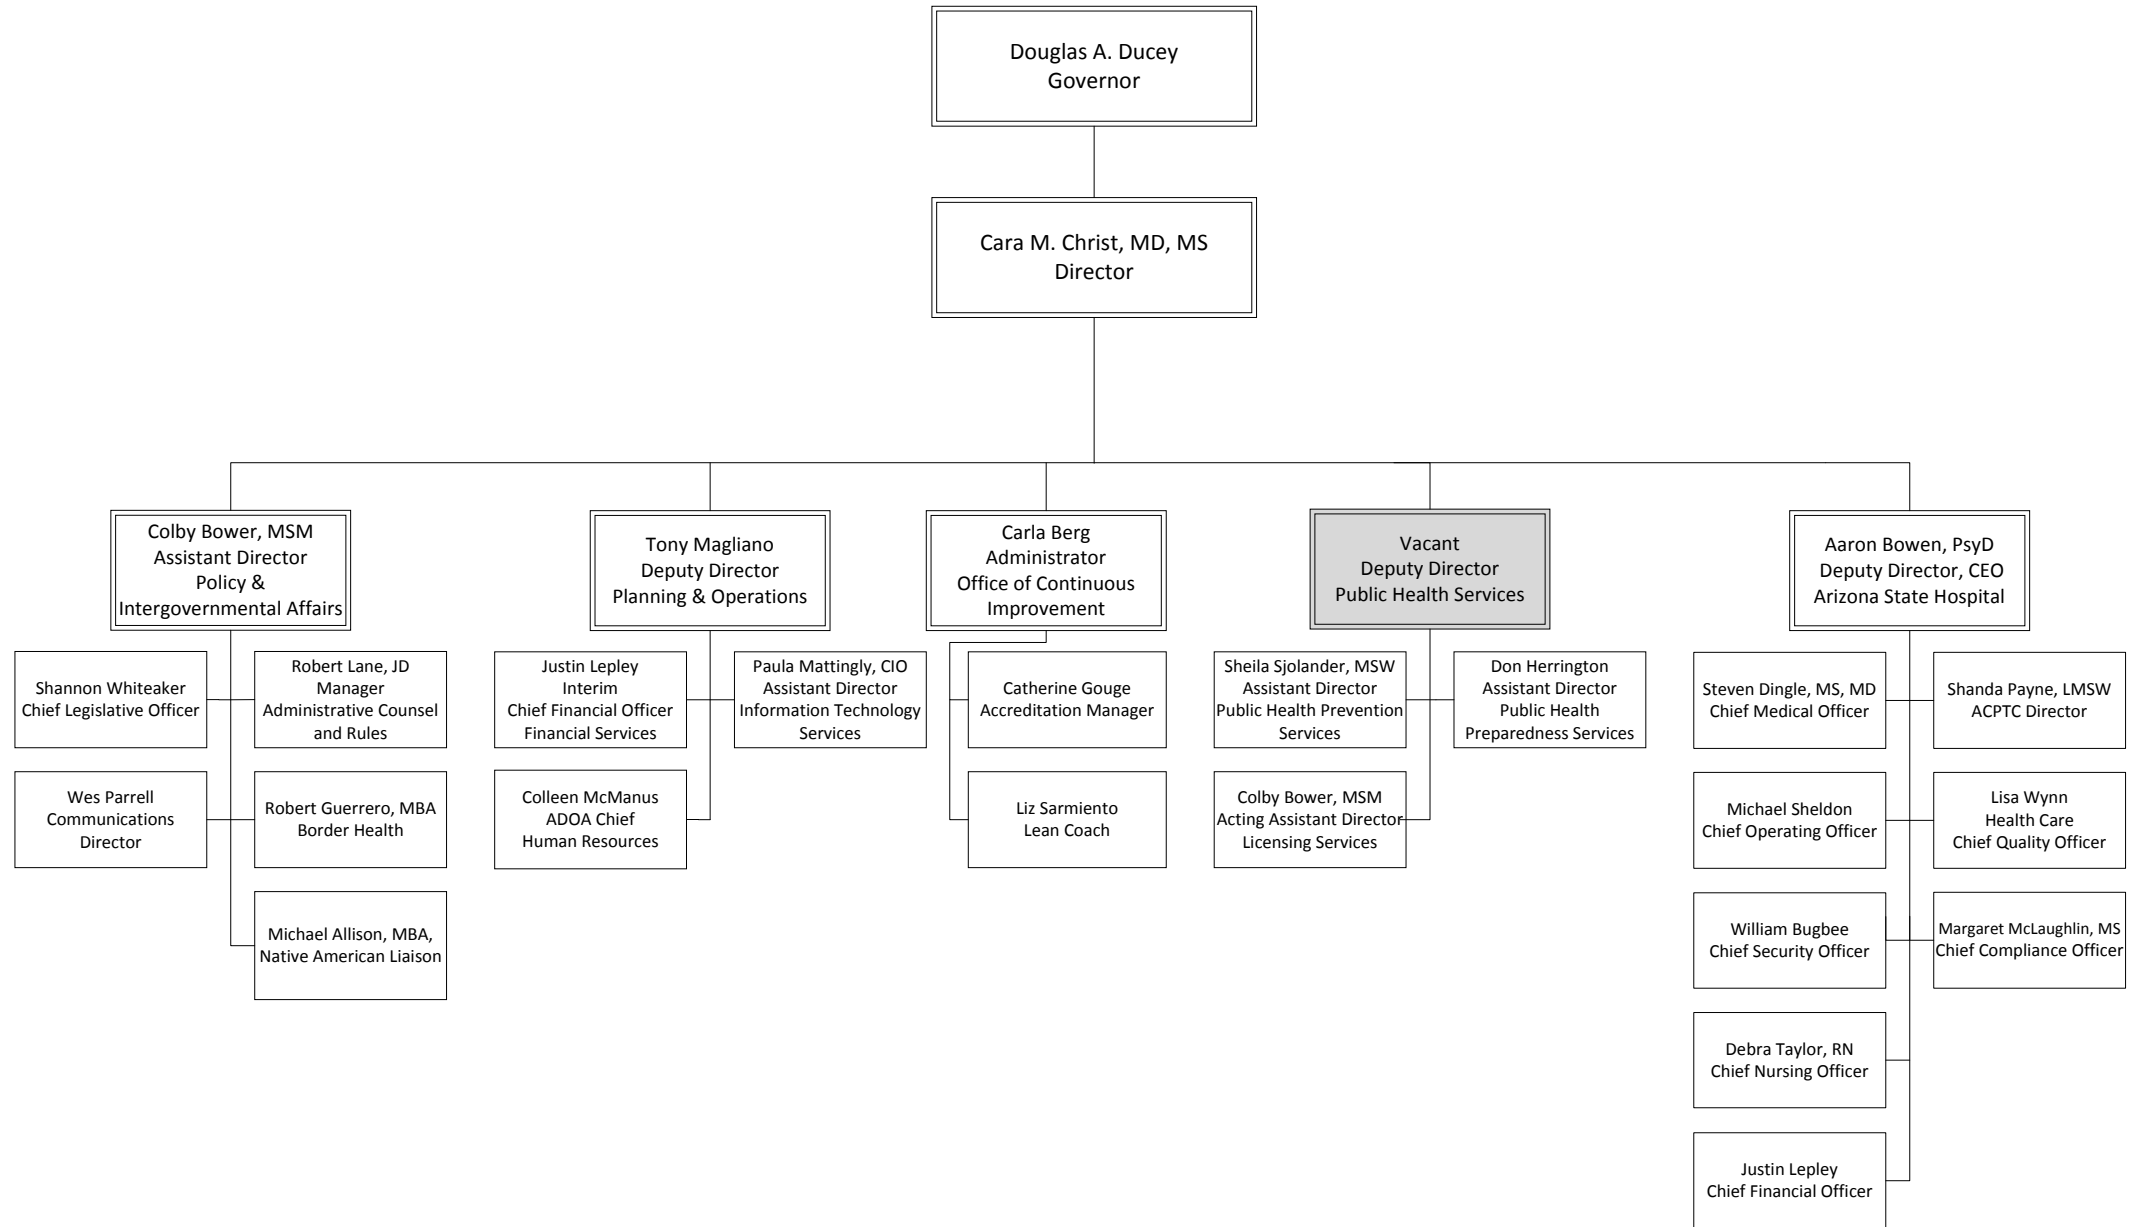 Douglas A. Ducey
Governor
Cara M. Christ, MD, MS
Director
Colby Bower, MSM
Assistant Director
Policy &
Intergovernmental Affairs
Shannon Whiteaker
Chief Legislative Officer
Robert Lane, JD
Manager
Administrative Counsel
and Rules
Wes Parrell
Communications
Director
Robert Guerrero, MBA
Border Health
Michael Allison, MBA,
Native American Liaison
Tony Magliano
Deputy Director
Planning & Operations
Justin Lepley
Interim
Chief Financial Officer
Financial Services
Paula Mattingly, CIO
Assistant Director
Information Technology
Services
Colleen McManus
ADOA Chief
Human Resources
Carla Berg
Administrator
Office of Continuous
Improvement
Catherine Gouge
Accreditation Manager
Liz Sarmiento
Lean Coach
Vacant
Deputy Director
Public Health Services
Sheila Sjolander, MSW
Assistant Director
Public Health Prevention
Services
Don Herrington
Assistant Director
Public Health
Preparedness Services
Colby Bower, MSM
Acting Assistant Director
Licensing Services
Aaron Bowen, PsyD
Deputy Director, CEO
Arizona State Hospital
Steven Dingle, MS, MD
Chief Medical Officer
Shanda Payne, LMSW
ACPTC Director
Michael Sheldon
Chief Operating Officer
Lisa Wynn
Health Care
Chief Quality Officer
William Bugbee
Chief Security Officer
Margaret McLaughlin, MS
Chief Compliance Officer
Debra Taylor, RN
Chief Nursing Officer
Justin Lepley
Chief Financial Officer